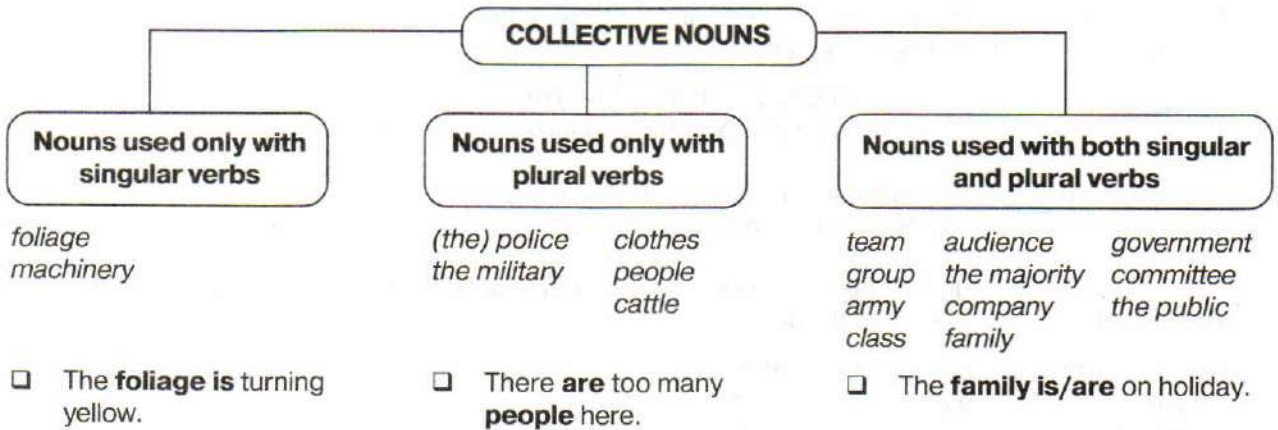 COLLECTIVE NOUNS
Nouns used only with
singular verbs
foliage
machinery
❑ The foliage is turning
yellow.
Nouns used only with
plural verbs
(the) police clothes
the military people
cattle
❑ There are too many
people here.
Nouns used with both singular
and plural verbs
team audience government
group the majority committee
army company the public
class family
❑ The family is/are on holiday.